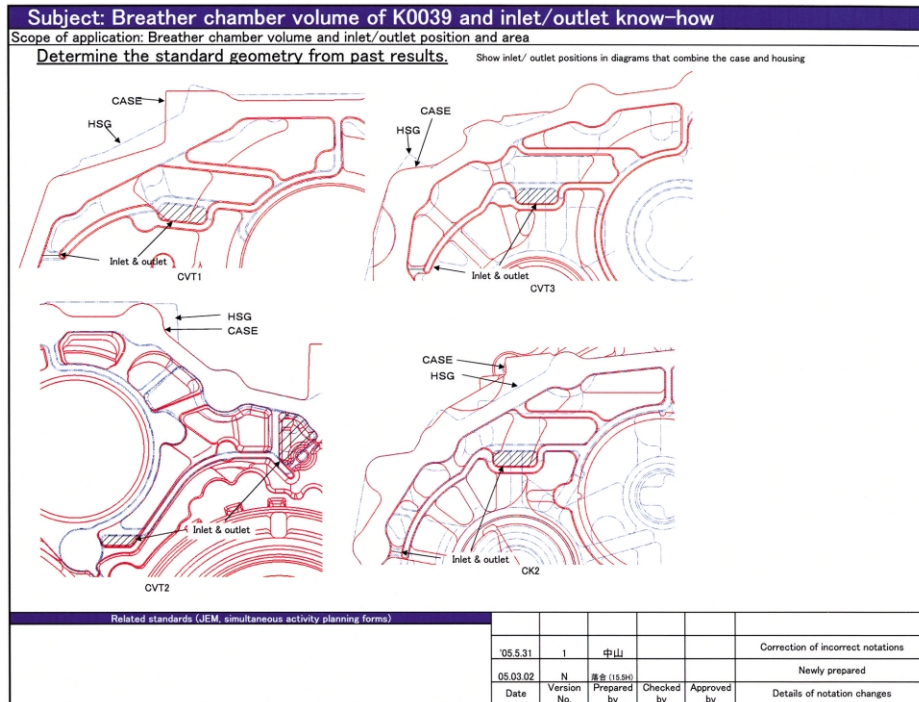 Subject: Breather chamber volume of K0039 and inlet/outlet know-how
Scope of application: Breather chamber volume and inlet/outlet position and area
Determine the standard geometry from past results.
Show inlet/ outlet positions in diagrams that combine the case and housing
CASE
HSG
Inlet & outlet
CVT1
CASE
HSG
Inlet & outlet
CVT3
HSG
CASE
Inlet & outlet
CVT2
CASE
HSG
Inlet & outlet
CK2
Related standards (JEM, simultaneous activity planning forms)
'05.5.31 1 中山 Correction of incorrect notations
05.03.02 N 落合 (15.5H) Newly prepared
Date Version No. Prepared by Checked by Approved by Details of notation changes